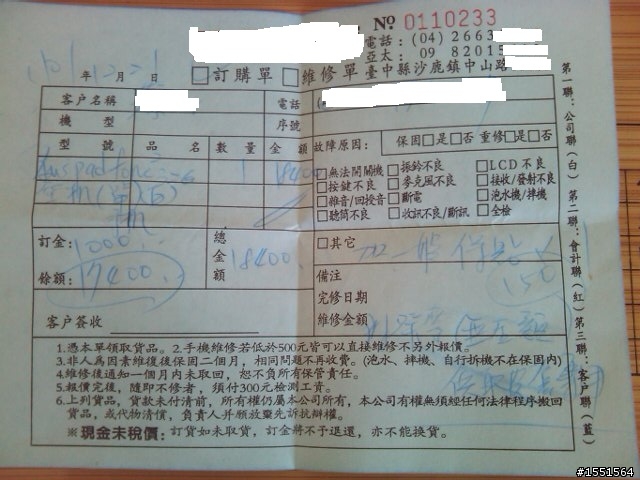 № 0110233
電話:(04) 2663
亞太: 09 82015
101 12 21
年 月 日 □訂購單 □維修單 臺中縣沙鹿鎮中山路
客戶名稱 電話 (
機型 序號
型號 品名 數量 金額 故障原因: 保固□是□否 重修□是□否
□無法開關機 □振鈴不良 □LCD不良
□按鍵不良 □麥克風不良 □接收/發射不良
□雜音/回授音 □斷電 □泡水機/摔機
□聽筒不良 □收訊不良/斷訊 □全檢
1 18400
空機(單)
訂金: 1000. 總金額 18400.
餘額: 17400.
□其它
備註 150
完修日期
維修金額
客戶簽收
1.憑本單領取貨品。2.手機維修若低於500元皆可以直接維修不另外報價。
3.非人為因素維復後保固二個月,相同問題不再收費。(泡水、摔機、自行拆機不在保固內)
4.維修後通知一個月內未取回,恕不負所有保管責任。
5.報價完後,隨即不修者,須付300元檢測工資。
6.上列貨品,貨款未付清前,所有權仍屬本公司所有,本公司有權無須經任何法律程序搬回
貨品,或代物清償,負責人并願放棄先訴抗辯權。
※現金未稅價: 訂貨如未取貨,訂金將不予退還,亦不能換貨。
第一聯:公司聯(白) 第二聯:會計聯(紅) 第三聯:客戶聯(藍)
#1551564